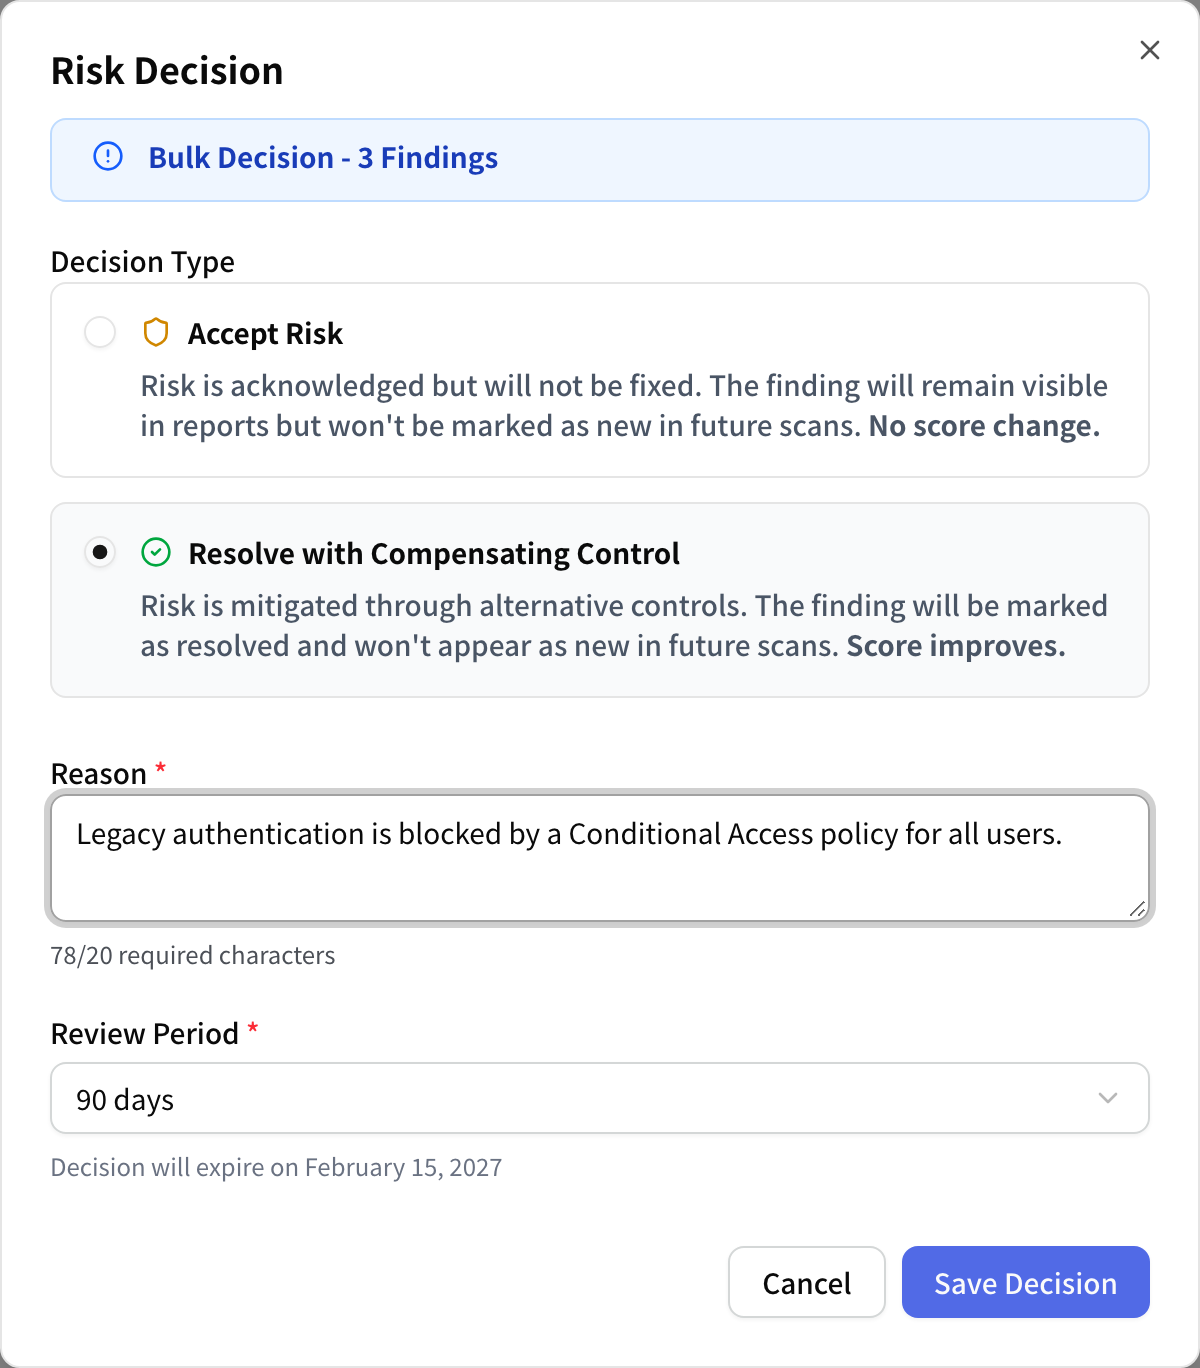 Risk Decision
Bulk Decision - 3 Findings
Decision Type
Accept Risk
Risk is acknowledged but will not be fixed. The finding will remain visible
in reports but won't be marked as new in future scans. No score change.
Resolve with Compensating Control
Risk is mitigated through alternative controls. The finding will be marked
as resolved and won't appear as new in future scans. Score improves.
Reason *
Legacy authentication is blocked by a Conditional Access policy for all users.
78/20 required characters
Review Period *
90 days
Decision will expire on February 15, 2027
Cancel
Save Decision